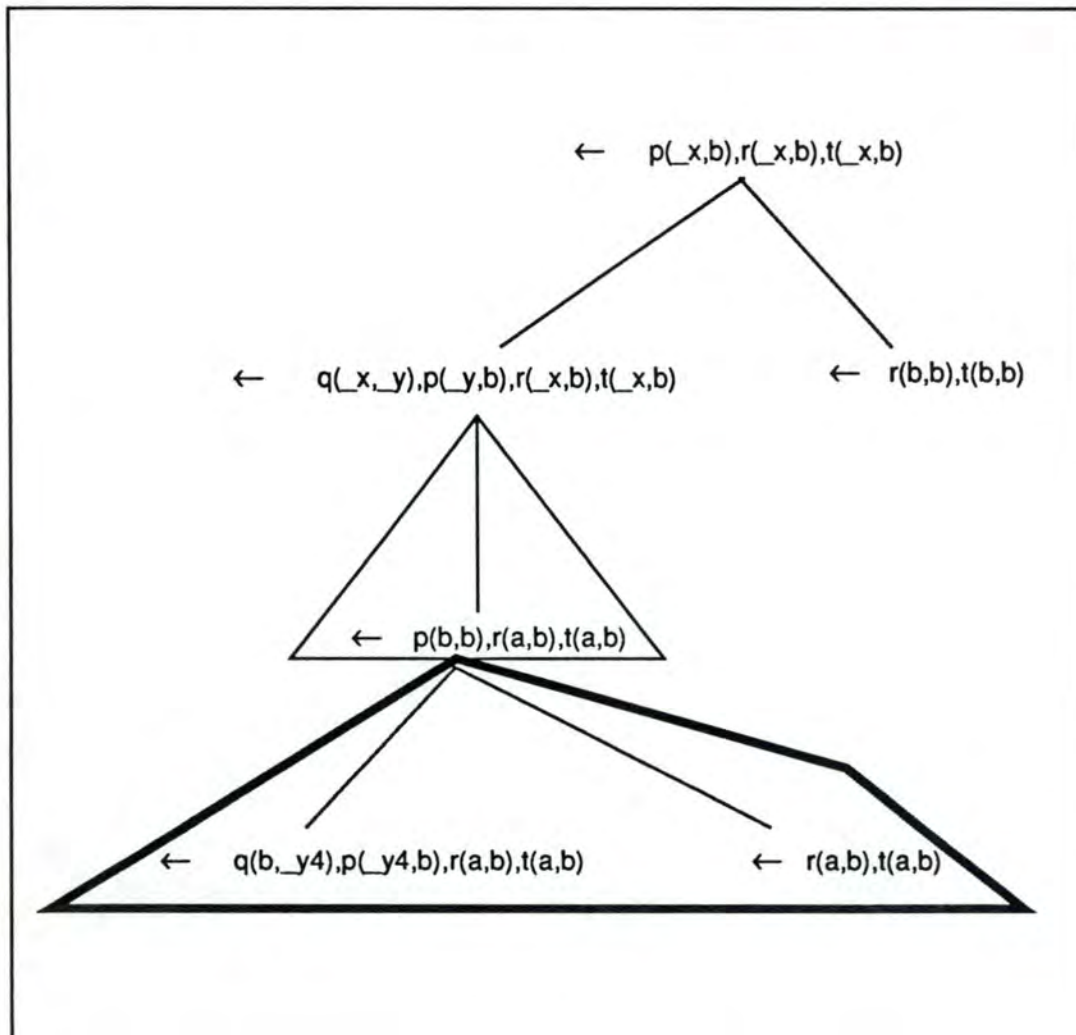 ← p(_x,b),r(_x,b),t(_x,b)
← q(_x,_y),p(_y,b),r(_x,b),t(_x,b)
← r(b,b),t(b,b)
← p(b,b),r(a,b),t(a,b)
← q(b,_y4),p(_y4,b),r(a,b),t(a,b)
← r(a,b),t(a,b)